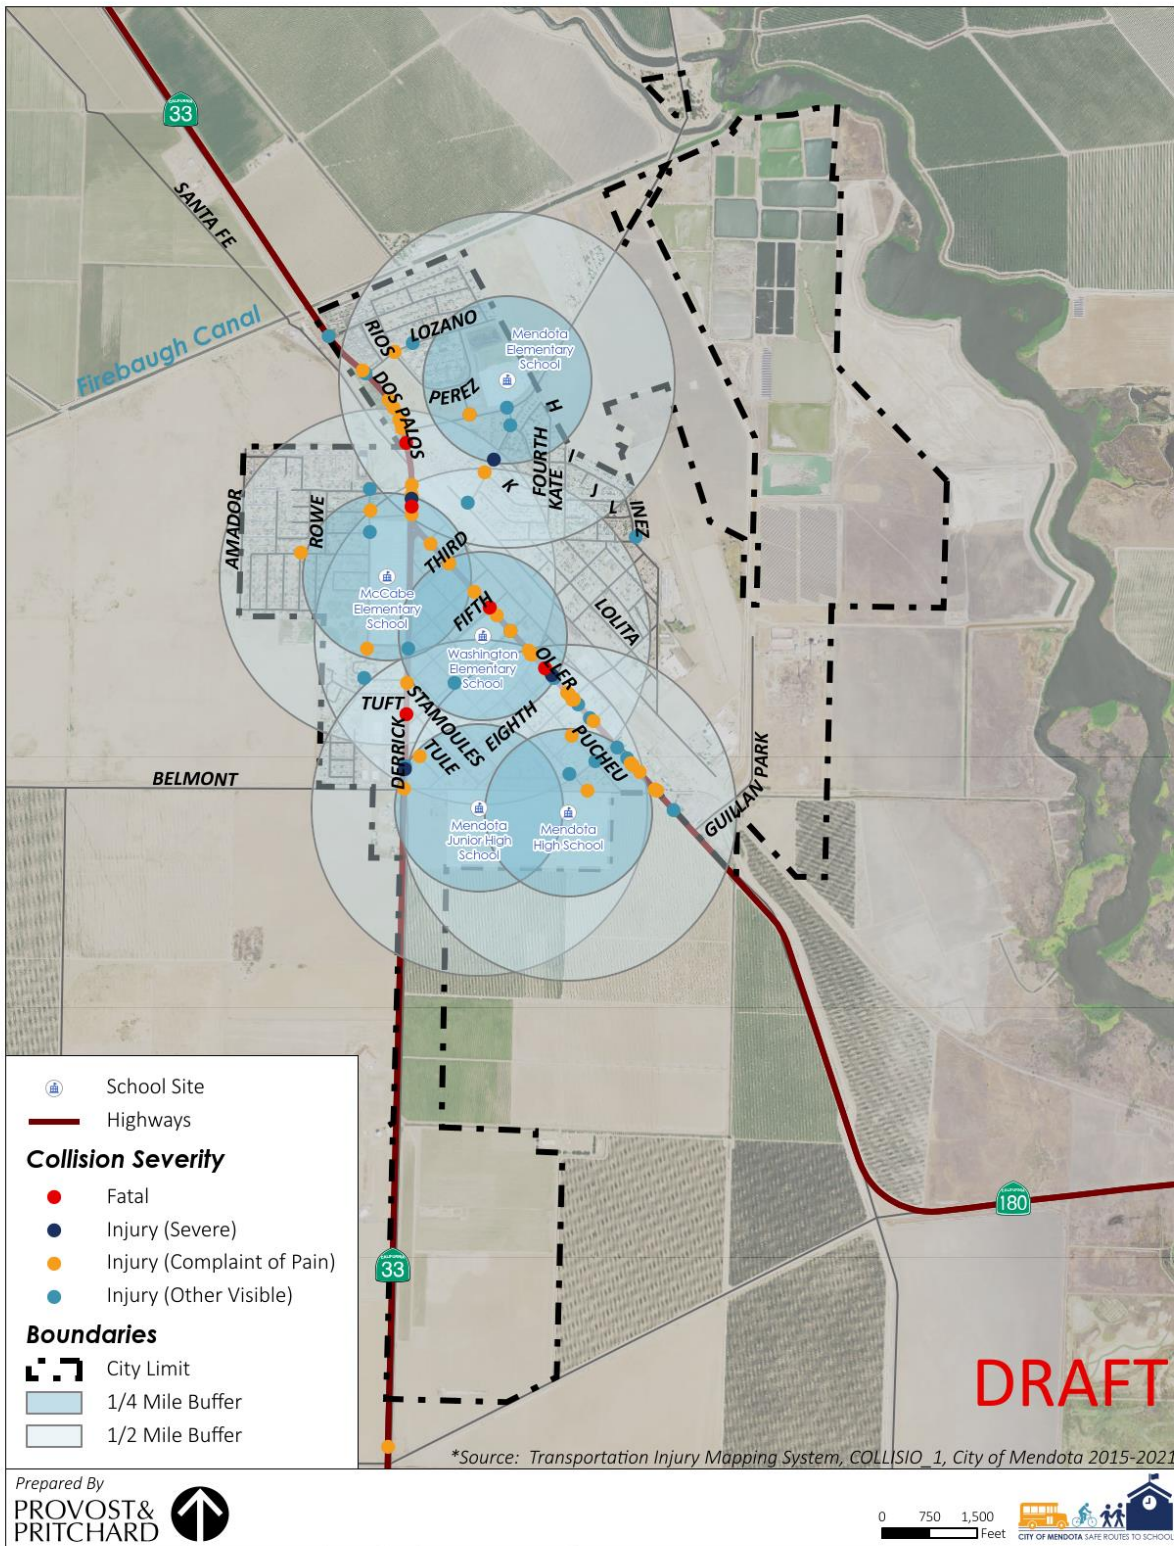 CALIFORNIA
33
SANTA FE
Firebaugh Canal
RIOS
LOZANO
Mendota
Elementary
School
DOS PALOS
PEREZ
H
FOURTH
KATE
I
J
K
L
INEZ
AMADOR
ROWE
THIRD
McCabe
Elementary
School
FIFTH
LOLITA
Washington
Elementary
School
OLLER
TUFT
STAMOULES
EIGHTH
DERRICK
TULE
PUCHEU
BELMONT
GUILLAN PARK
Mendota
Junior High
School
Mendota
High School
School Site
Highways
Collision Severity
Fatal
Injury (Severe)
Injury (Complaint of Pain)
Injury (Other Visible)
Boundaries
City Limit
1/4 Mile Buffer
1/2 Mile Buffer
CALIFORNIA
33
CALIFORNIA
180
DRAFT
*Source: Transportation Injury Mapping System, COLLISIO_1, City of Mendota 2015-2021
Prepared By
PROVOST&
PRITCHARD
0 750 1,500
Feet
CITY OF MENDOTA SAFE ROUTES TO SCHOOL